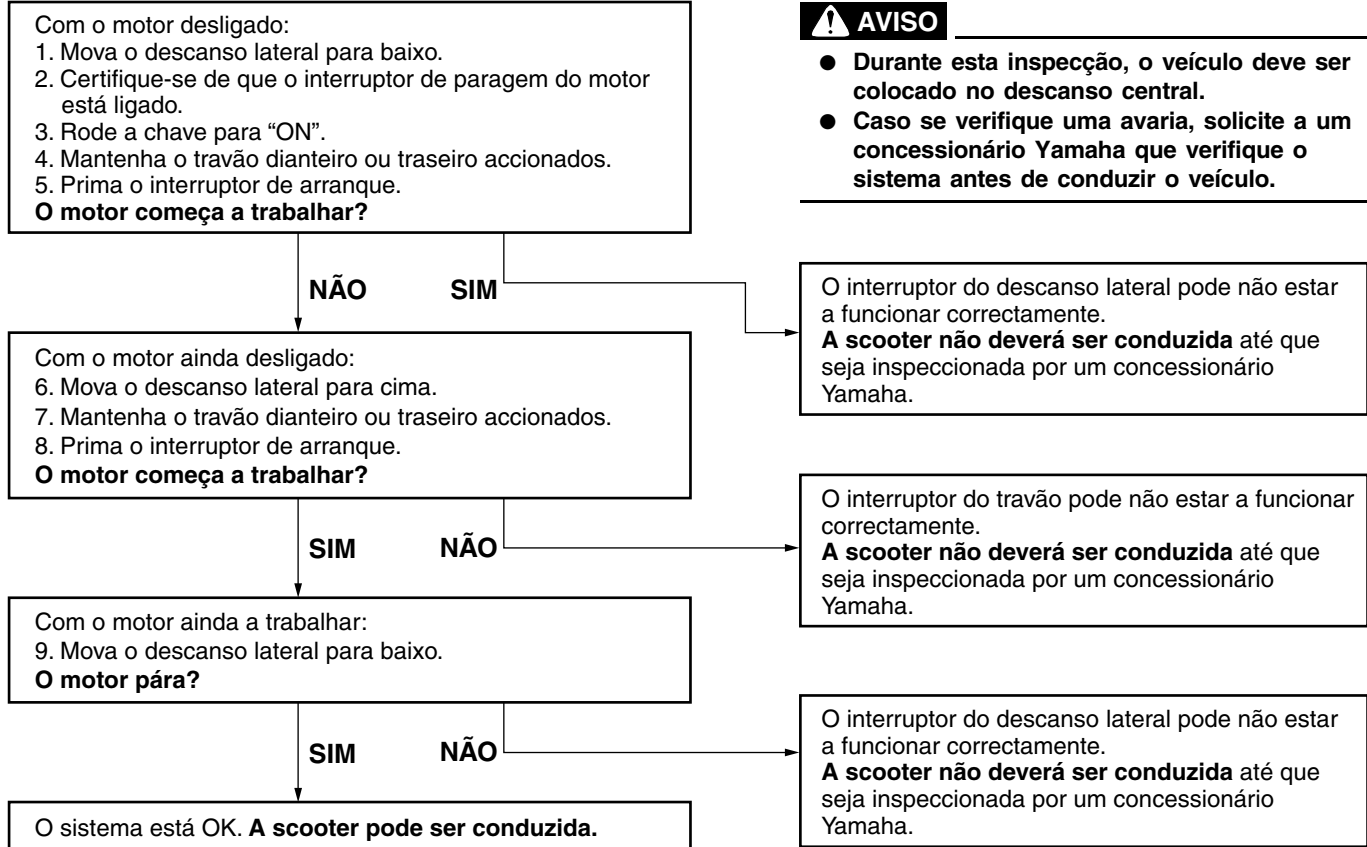 Com o motor desligado:
1. Mova o descanso lateral para baixo.
2. Certifique-se de que o interruptor de paragem do motor
está ligado.
3. Rode a chave para “ON”.
4. Mantenha o travão dianteiro ou traseiro accionados.
5. Prima o interruptor de arranque.
O motor começa a trabalhar?
AVISO
● Durante esta inspecção, o veículo deve ser
colocado no descanso central.
● Caso se verifique uma avaria, solicite a um
concessionário Yamaha que verifique o
sistema antes de conduzir o veículo.
NÃO SIM
O interruptor do descanso lateral pode não estar
a funcionar correctamente.
A scooter não deverá ser conduzida até que
seja inspeccionada por um concessionário
Yamaha.
Com o motor ainda desligado:
6. Mova o descanso lateral para cima.
7. Mantenha o travão dianteiro ou traseiro accionados.
8. Prima o interruptor de arranque.
O motor começa a trabalhar?
SIM NÃO
O interruptor do travão pode não estar a funcionar
correctamente.
A scooter não deverá ser conduzida até que
seja inspeccionada por um concessionário
Yamaha.
Com o motor ainda a trabalhar:
9. Mova o descanso lateral para baixo.
O motor pára?
SIM NÃO
O interruptor do descanso lateral pode não estar
a funcionar correctamente.
A scooter não deverá ser conduzida até que
seja inspeccionada por um concessionário
Yamaha.
O sistema está OK. A scooter pode ser conduzida.